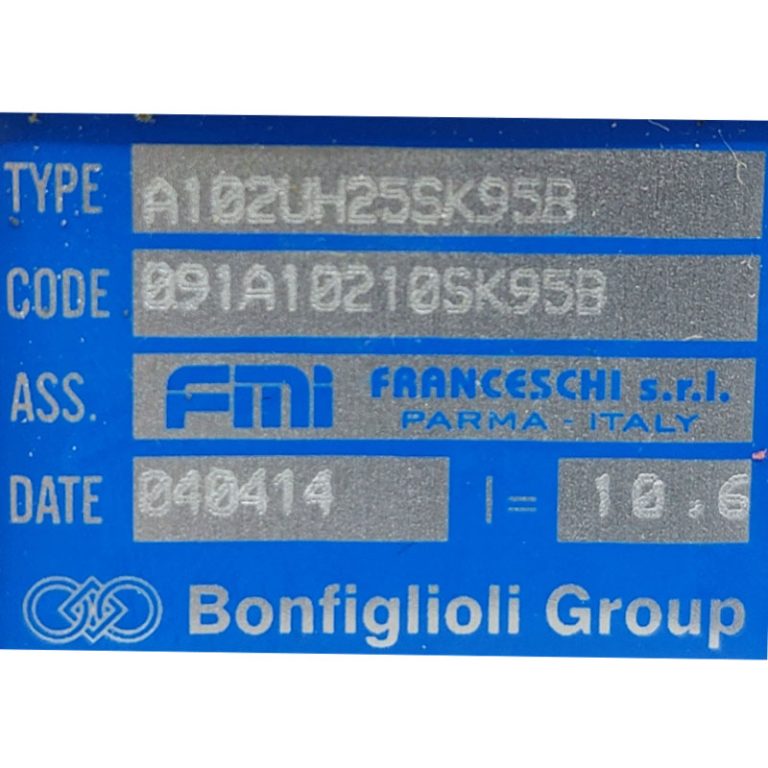 TYPE A102UH25SK95B
CODE 091A10210SK95B
ASS. FMI FRANCESCHI s.r.l.
PARMA - ITALY
DATE 040414 I= 10.6
Bonfiglioli Group